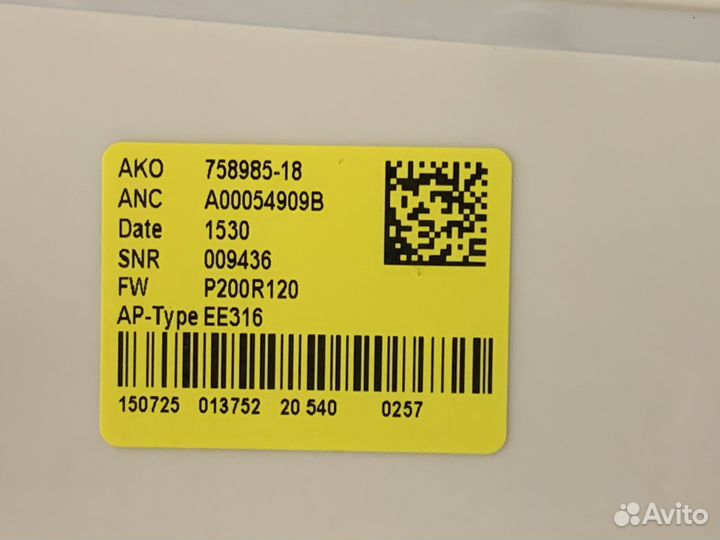 AKO 758985-18
ANC A00054909B
Date 1530
SNR 009436
FW P200R120
AP-Type EE316
150725 013752 20 540 0257
Avito